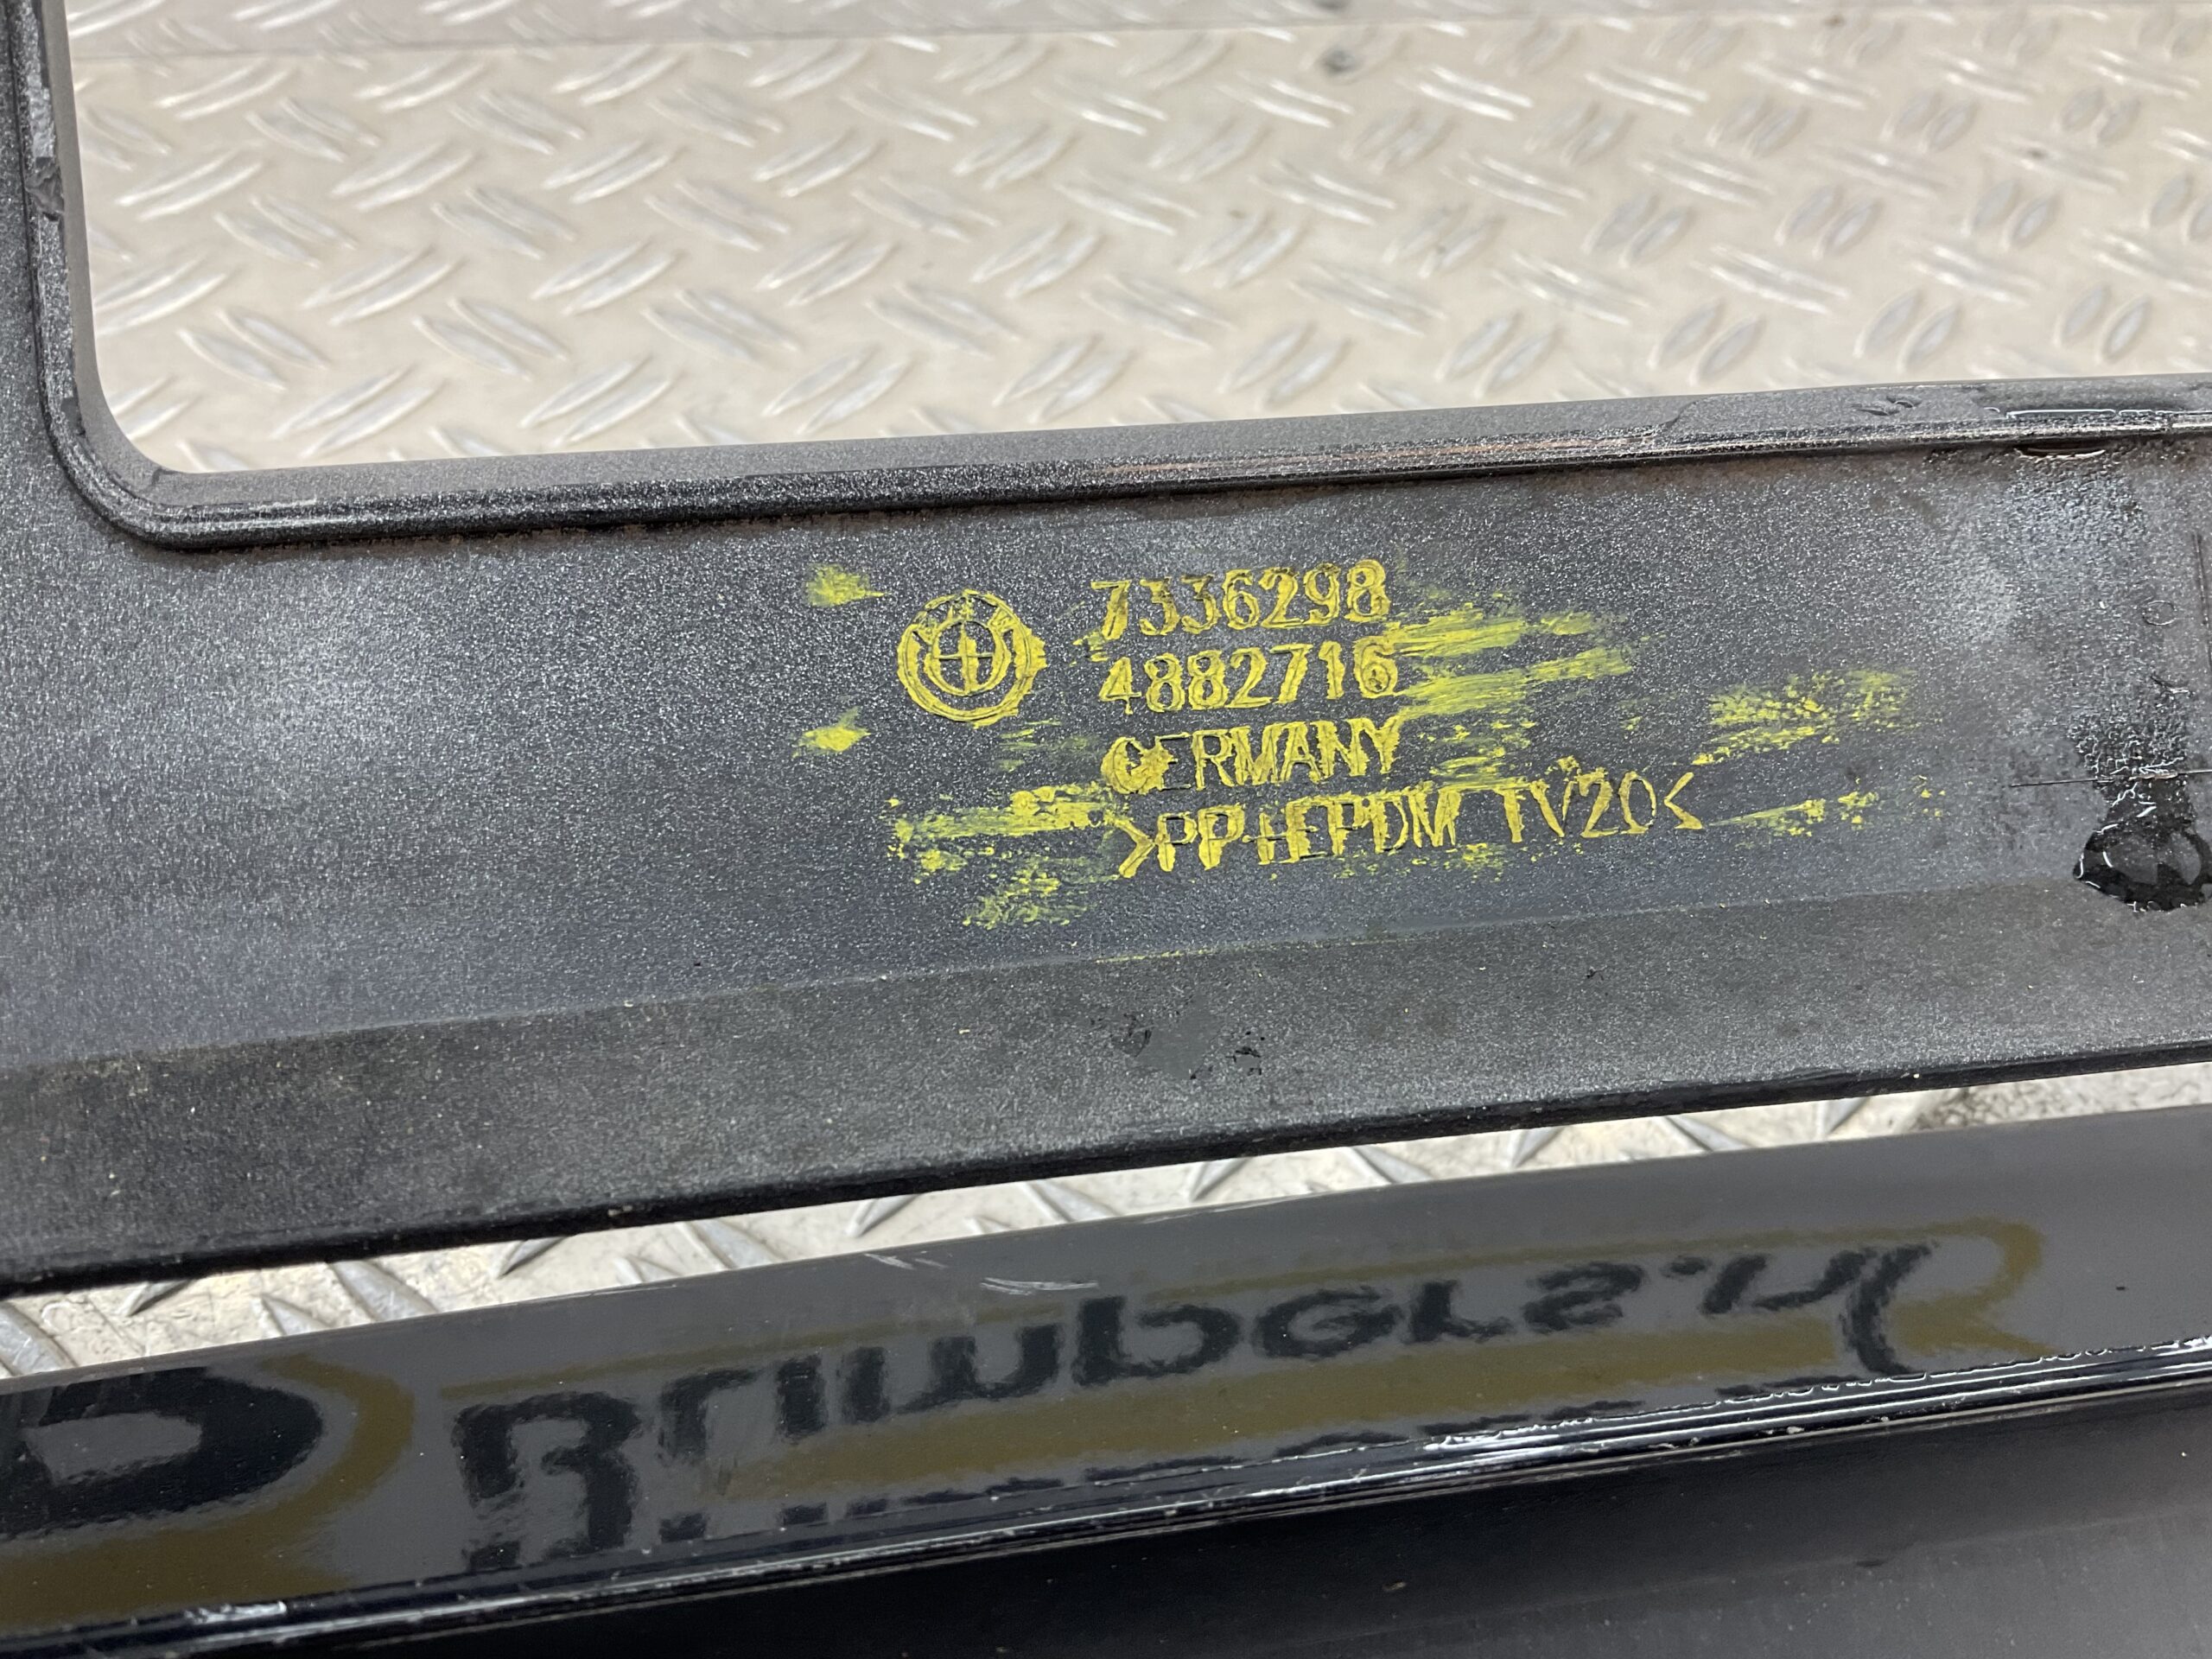 7336298
4882716
GERMANY
>PP+EPDM TV20<